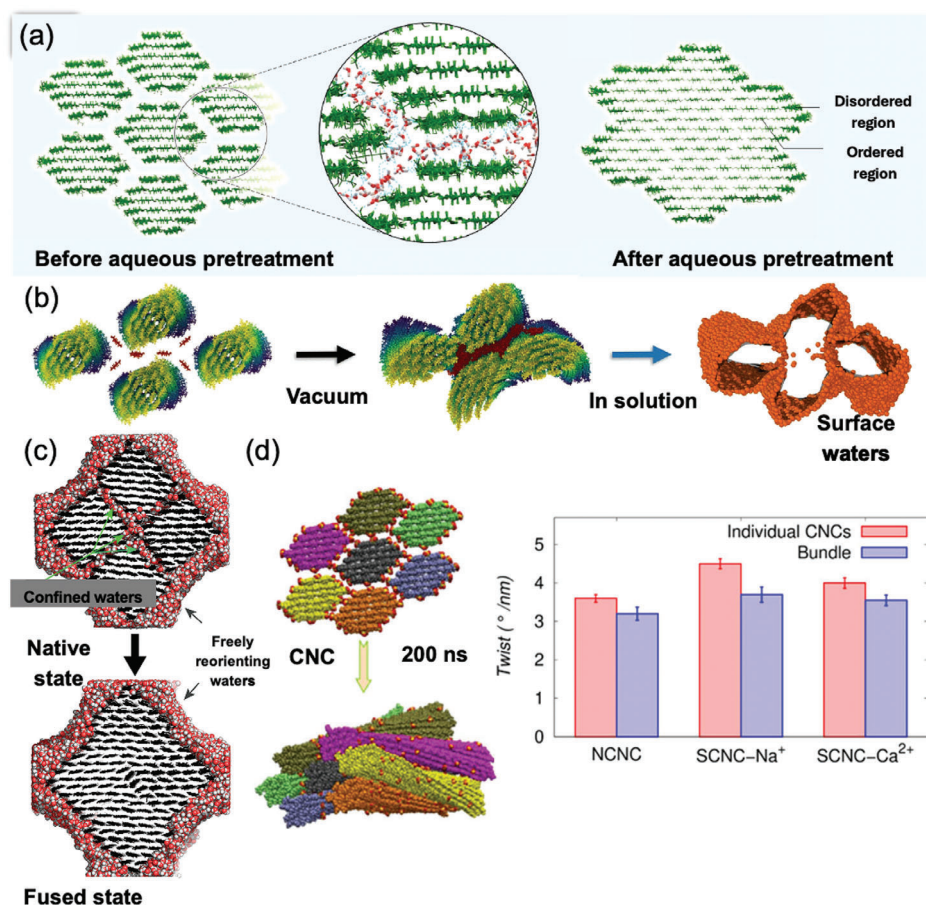 (a)
Disordered
region
Ordered
region
Before aqueous pretreatment
After aqueous pretreatment
(b)
Vacuum
In solution
Surface
waters
(c)
Confined waters
Native
state
Freely
reorienting
waters
Fused state
(d)
CNC
200 ns
Individual CNCs
Bundle
Twist (° /nm)
5
4
3
2
1
0
NCNC
SCNC–Na⁺
SCNC–Ca²⁺